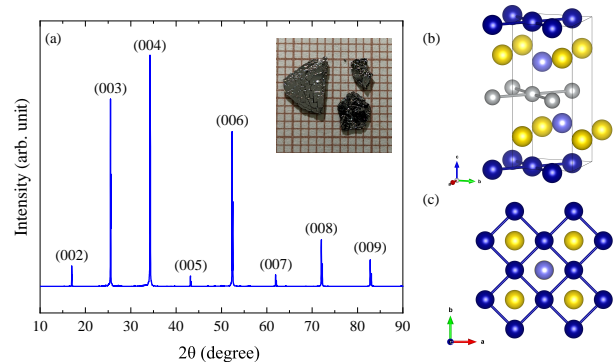 (a)
(002)
(003)
(004)
(005)
(006)
(007)
(008)
(009)
Intensity (arb. unit)
10 20 30 40 50 60 70 80 90
2θ (degree)
(b)
c
a
b
(c)
b
a